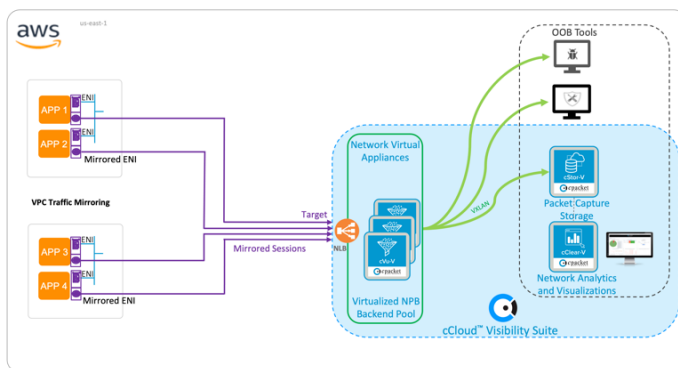 aws
us-east-1
OOB Tools
ENI
APP 1
ENI
APP 2
Mirrored ENI
Network Virtual
Appliances
cStor-V
cpacket
Packet Capture
Storage
VXLAN
VPC Traffic Mirroring
Target
NLB
Mirrored Sessions
cVu-V
cpacket
APP 3
ENI
ENI
APP 4
Mirrored ENI
Virtualized NPB
Backend Pool
cClear-V
cpacket
Network Analytics
and Visualizations
cCloud™ Visibility Suite